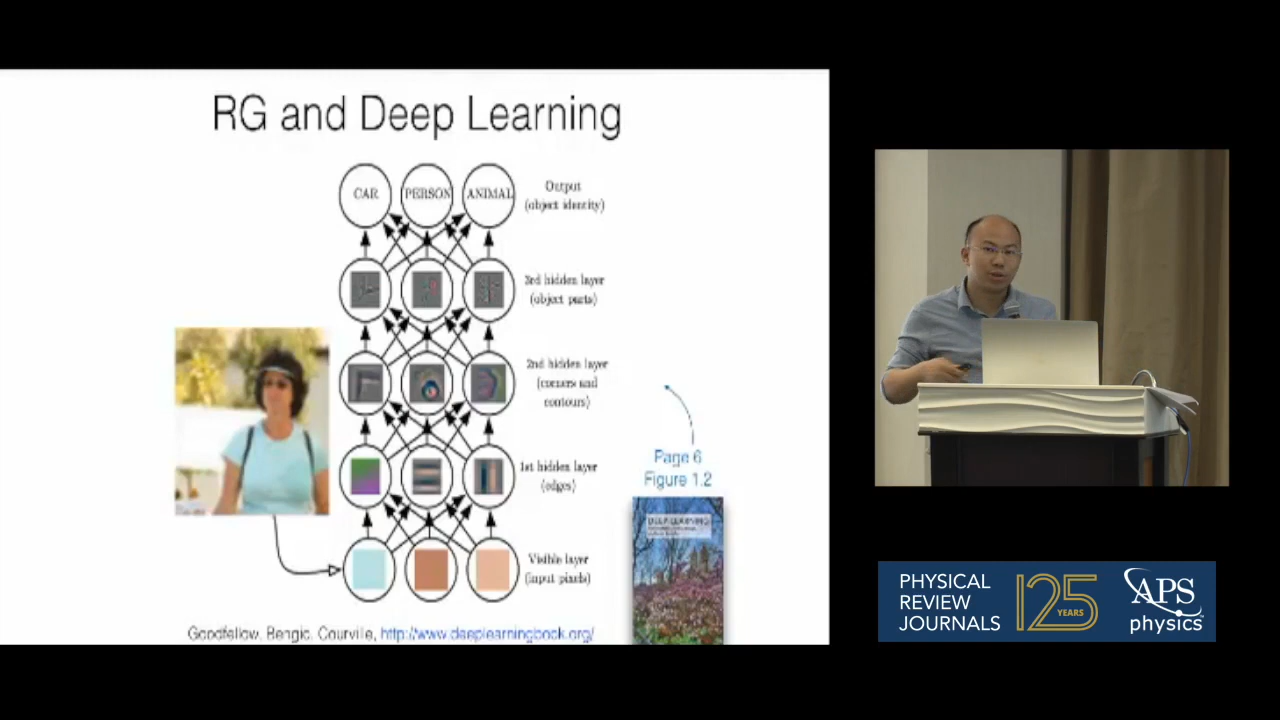 RG and Deep Learning
CAR
PERSON
ANIMAL
Output
(object identity)
3rd hidden layer
(object parts)
2nd hidden layer
(corners and
contours)
1st hidden layer
(edges)
Visible layer
(input pixels)
Page 6
Figure 1.2
DEEP LEARNING
Goodfellow, Bengio, Courville, http://www.deeplearningbook.org/
PHYSICAL
REVIEW
JOURNALS
125
YEARS
APS
physics